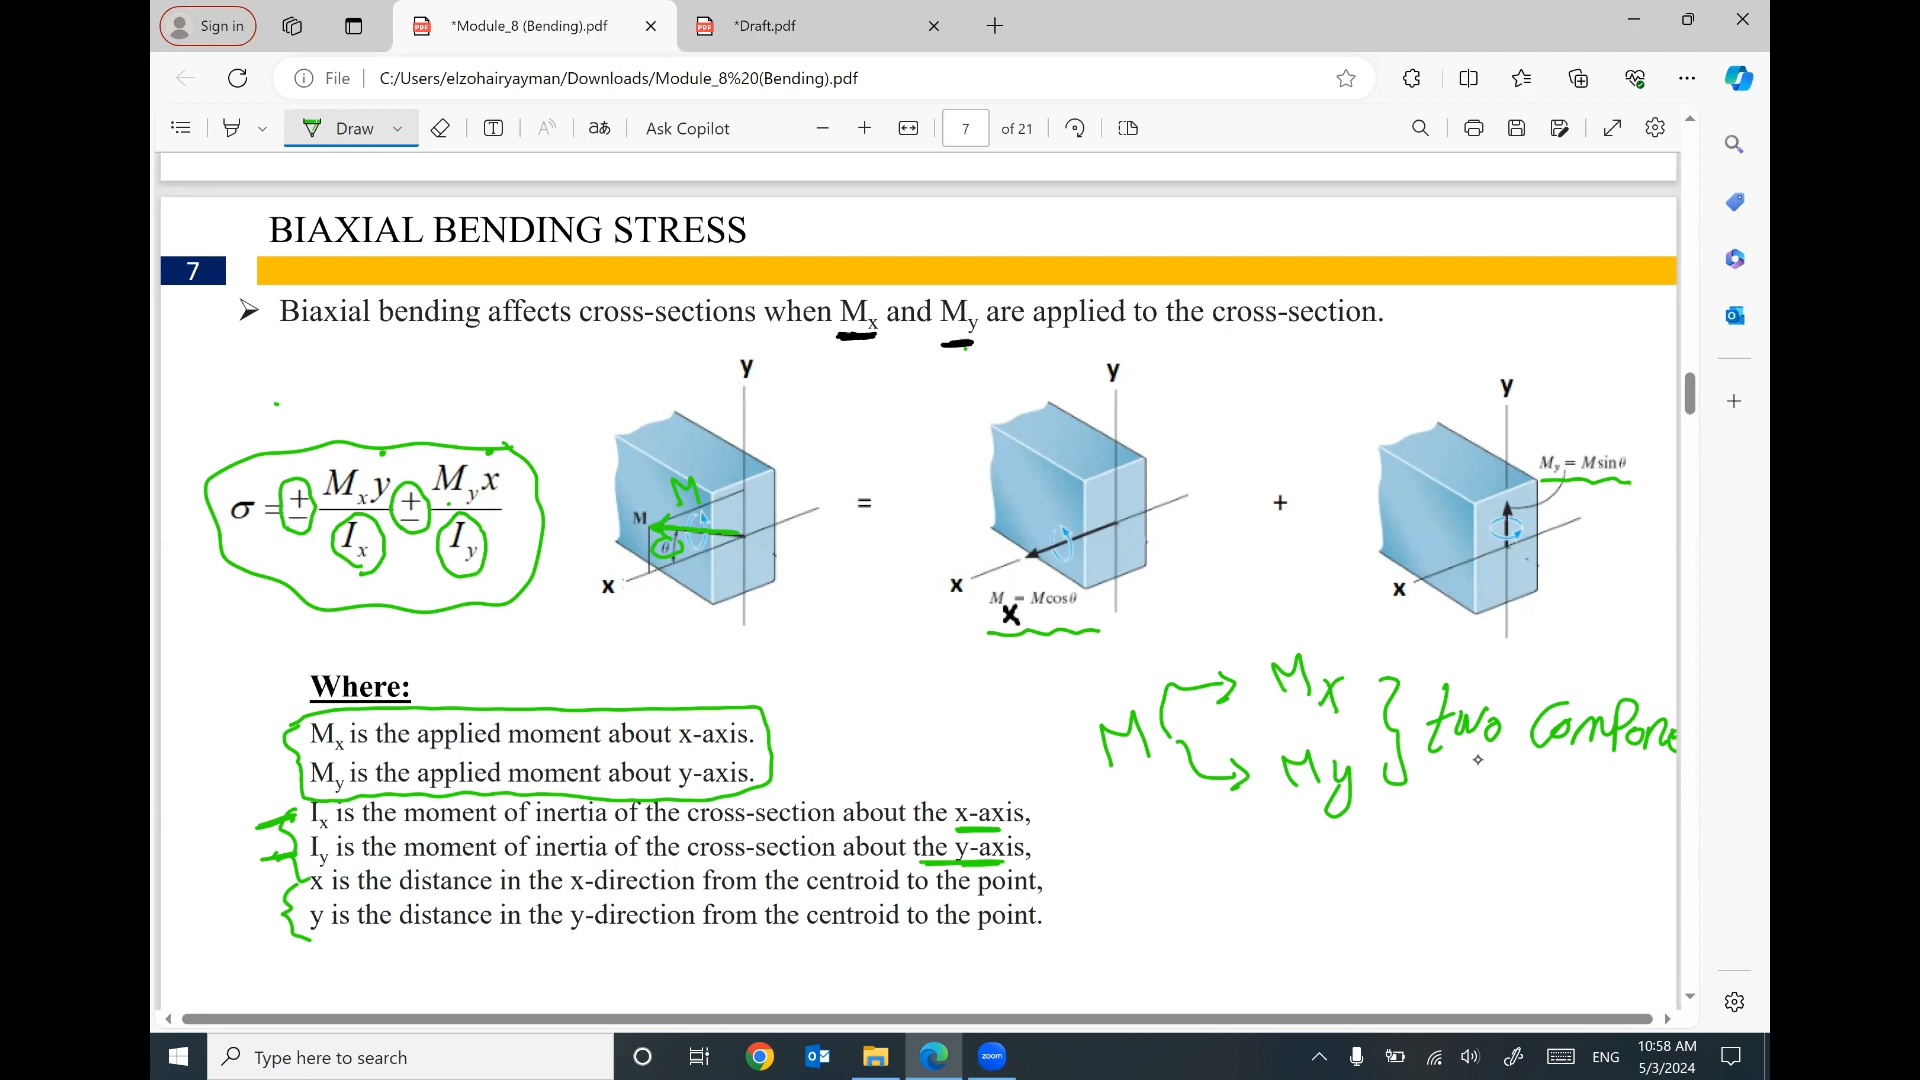 Sign in
*Module_8 (Bending).pdf
*Draft.pdf
File
C:/Users/elzohairyayman/Downloads/Module_8%20(Bending).pdf
Draw
Ask Copilot
7
of 21
BIAXIAL BENDING STRESS
7
➢ Biaxial bending affects cross-sections when Mx and My are applied to the cross-section.
σ = ± Mx y / Ix ± My x / Iy
y
M
M
θ
x
=
y
x
M = M cos θ
x
+
y
My = M sin θ
x
Where:
Mx is the applied moment about x-axis.
My is the applied moment about y-axis.
Ix is the moment of inertia of the cross-section about the x-axis,
Iy is the moment of inertia of the cross-section about the y-axis,
x is the distance in the x-direction from the centroid to the point,
y is the distance in the y-direction from the centroid to the point.
M → Mx
→ My
} two Compone
Type here to search
zoom
ENG
10:58 AM
5/3/2024